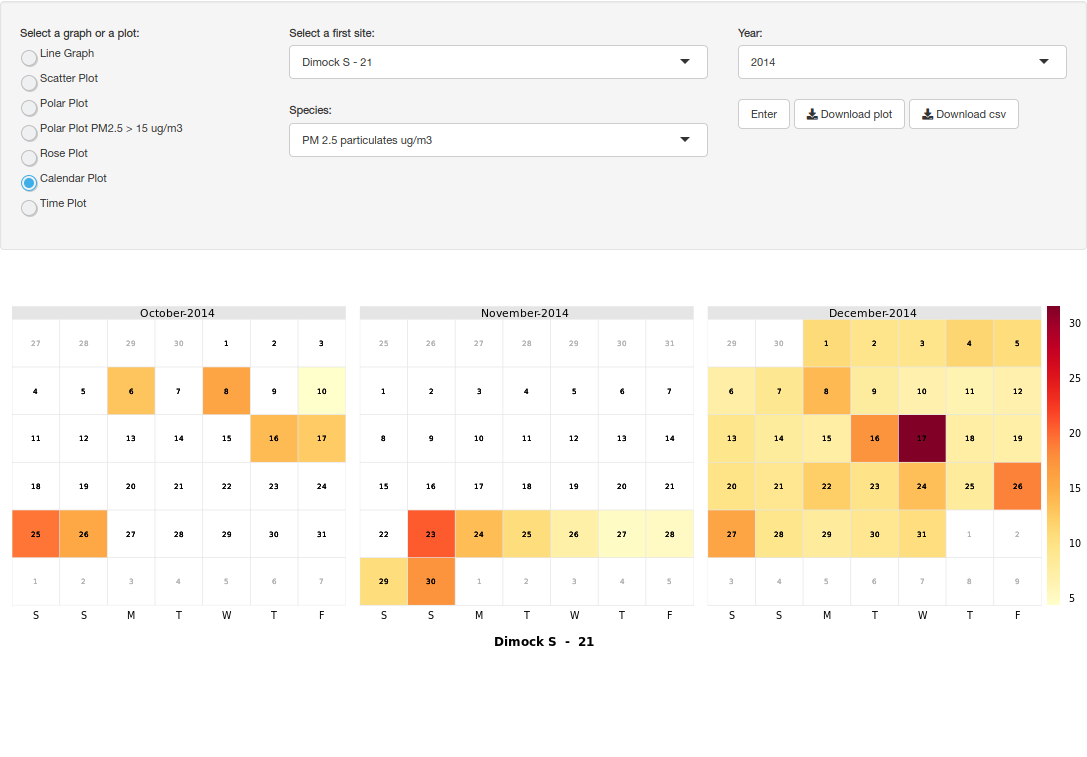 Select a graph or a plot:
Line Graph
Scatter Plot
Polar Plot
Polar Plot PM2.5 > 15 ug/m3
Rose Plot
Calendar Plot
Time Plot
Select a first site:
Dimock S - 21
Species:
PM 2.5 particulates ug/m3
Year:
2014
Enter Download plot Download csv
October-2014
27 28 29 30 1 2 3
4 5 6 7 8 9 10
11 12 13 14 15 16 17
18 19 20 21 22 23 24
25 26 27 28 29 30 31
1 2 3 4 5 6 7
S S M T W T F
November-2014
25 26 27 28 29 30 31
1 2 3 4 5 6 7
8 9 10 11 12 13 14
15 16 17 18 19 20 21
22 23 24 25 26 27 28
29 30 1 2 3 4 5
S S M T W T F
December-2014
29 30 1 2 3 4 5
6 7 8 9 10 11 12
13 14 15 16 17 18 19
20 21 22 23 24 25 26
27 28 29 30 31 1 2
3 4 5 6 7 8 9
S S M T W T F
30
25
20
15
10
5
Dimock S - 21